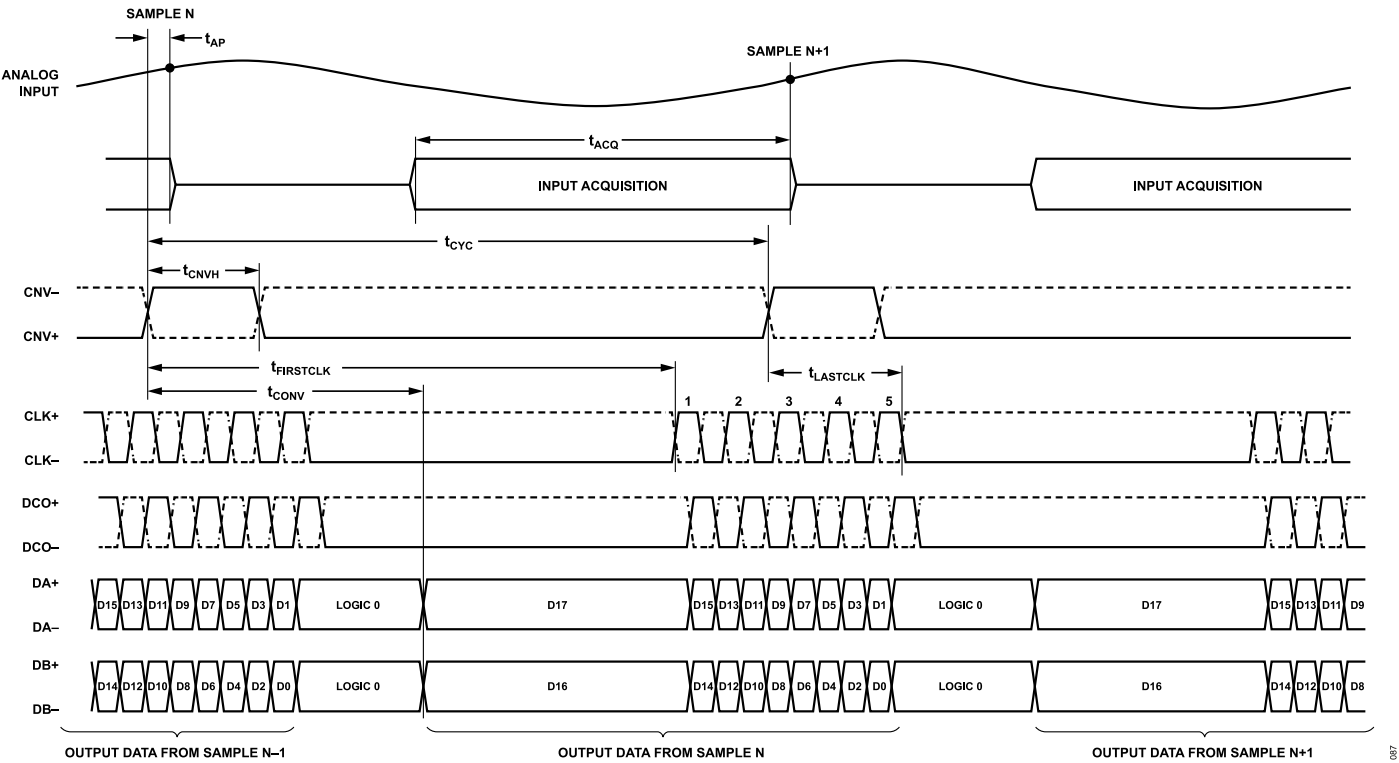 SAMPLE N
tAP
SAMPLE N+1
ANALOG
INPUT
tACQ
INPUT ACQUISITION
INPUT ACQUISITION
tCYC
tCNVH
CNV–
CNV+
tFIRSTCLK
tLASTCLK
tCONV
CLK+
1 2 3 4 5
CLK–
DCO+
DCO–
DA+
D15 D13 D11 D9 D7 D5 D3 D1 LOGIC 0 D17 D15 D13 D11 D9 D7 D5 D3 D1 LOGIC 0 D17 D15 D13 D11 D9
DA–
DB+
D14 D12 D10 D8 D6 D4 D2 D0 LOGIC 0 D16 D14 D12 D10 D8 D6 D4 D2 D0 LOGIC 0 D16 D14 D12 D10 D8
DB–
OUTPUT DATA FROM SAMPLE N–1 OUTPUT DATA FROM SAMPLE N OUTPUT DATA FROM SAMPLE N+1
087